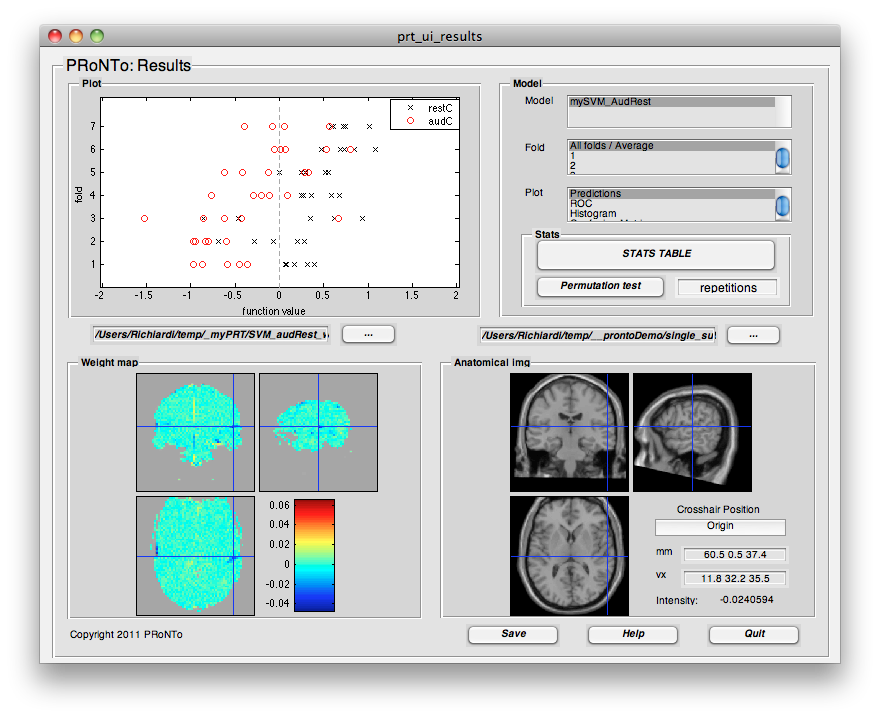 prt_ui_results
PRoNTo: Results
Plot
restC
audC
7
6
5
4
3
2
1
fold
-2
-1.5
-1
-0.5
0
0.5
1
1.5
2
function value
Model
Model
mySVM_AudRest
Fold
All folds / Average
1
2
Plot
Predictions
ROC
Histogram
Stats
STATS TABLE
Permutation test
repetitions
/Users/Richiardi/temp/_myPRT/SVM_audRest_
...
/Users/Richiardi/temp/__prontoDemo/single_su
...
Weight map
0.06
0.04
0.02
0
-0.02
-0.04
Anatomical img
Crosshair Position
Origin
mm
60.5 0.5 37.4
vx
11.8 32.2 35.5
Intensity:
-0.0240594
Copyright 2011 PRoNTo
Save
Help
Quit